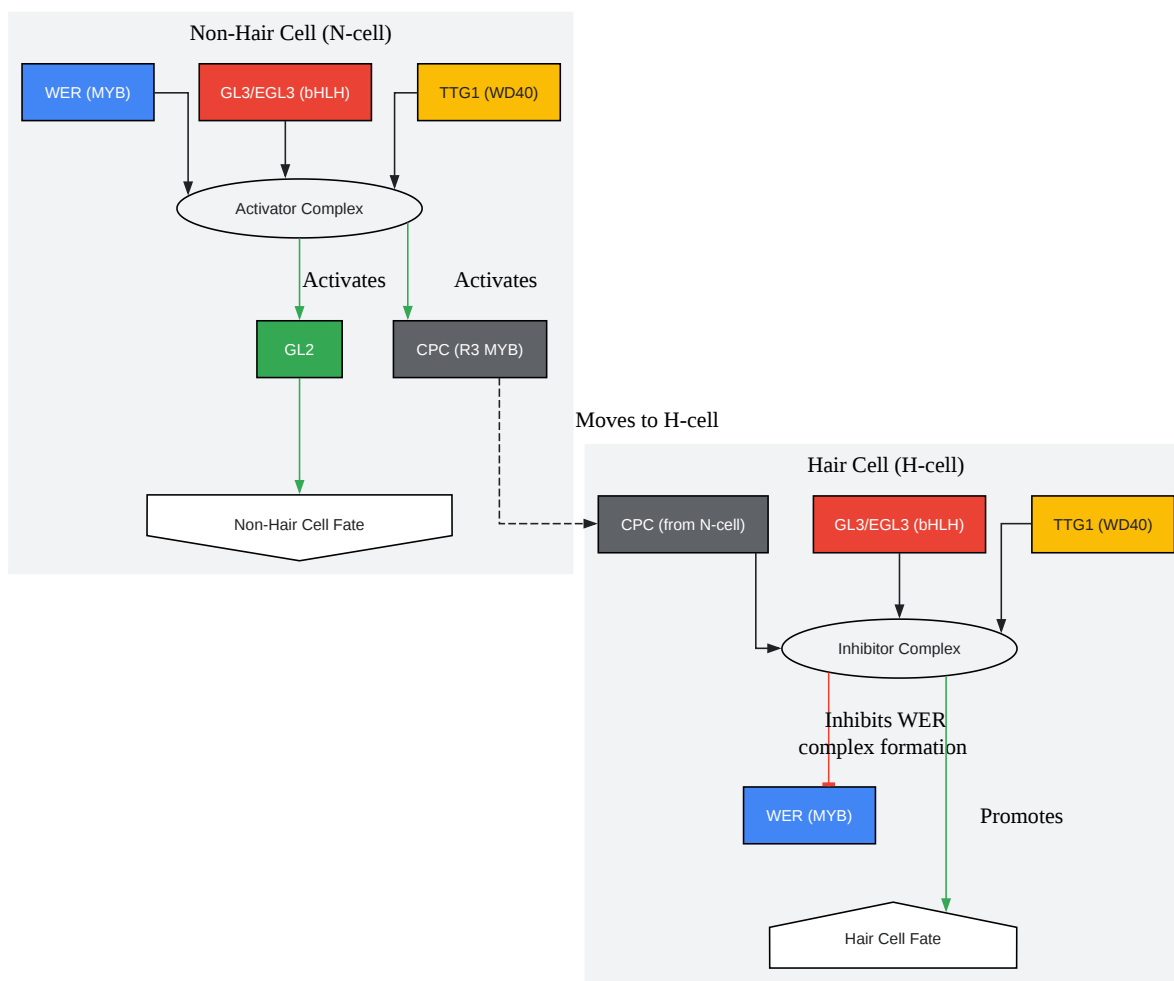 Non-Hair Cell (N-cell)
WER (MYB)
GL3/EGL3 (bHLH)
TTG1 (WD40)
Activator Complex
Activates
Activates
GL2
CPC (R3 MYB)
Non-Hair Cell Fate
Moves to H-cell
Hair Cell (H-cell)
CPC (from N-cell)
GL3/EGL3 (bHLH)
TTG1 (WD40)
Inhibitor Complex
Inhibits WER
complex formation
WER (MYB)
Promotes
Hair Cell Fate